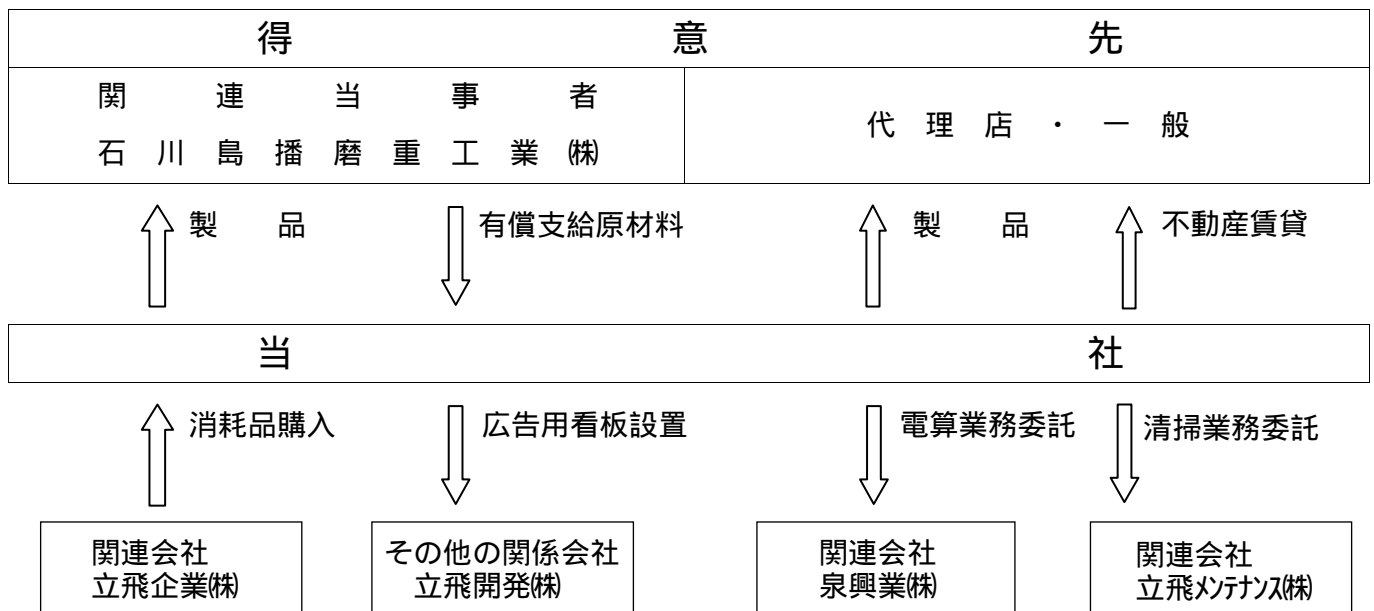 得意先
関連当事者
石川島播磨重工業㈱
代理店・一般
製品
有償支給原材料
製品
不動産賃貸
当社
消耗品購入
広告用看板設置
電算業務委託
清掃業務委託
関連会社
立飛企業㈱
その他の関係会社
立飛開発㈱
関連会社
泉興業㈱
関連会社
立飛ﾒﾝﾃﾅﾝｽ㈱